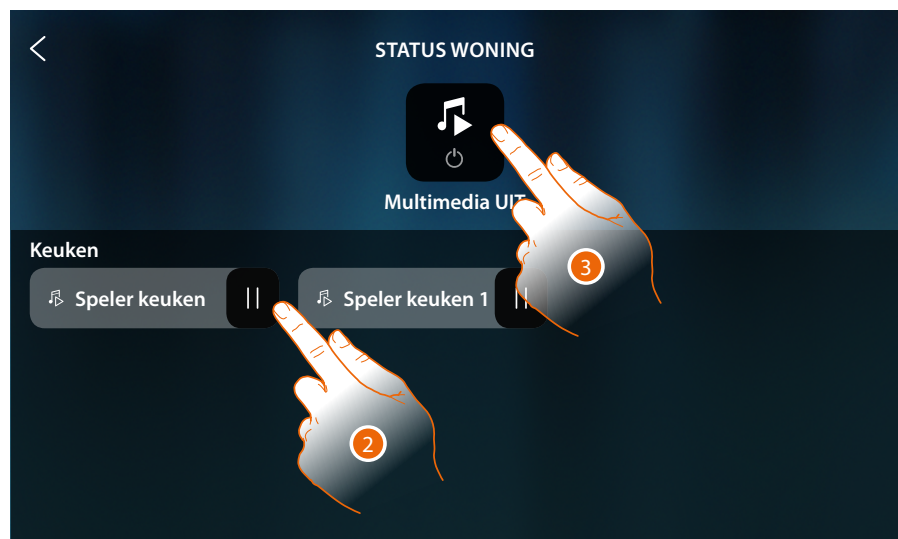 STATUS WONING
Multimedia UIT
3
Keuken
Speler keuken
Speler keuken 1
2